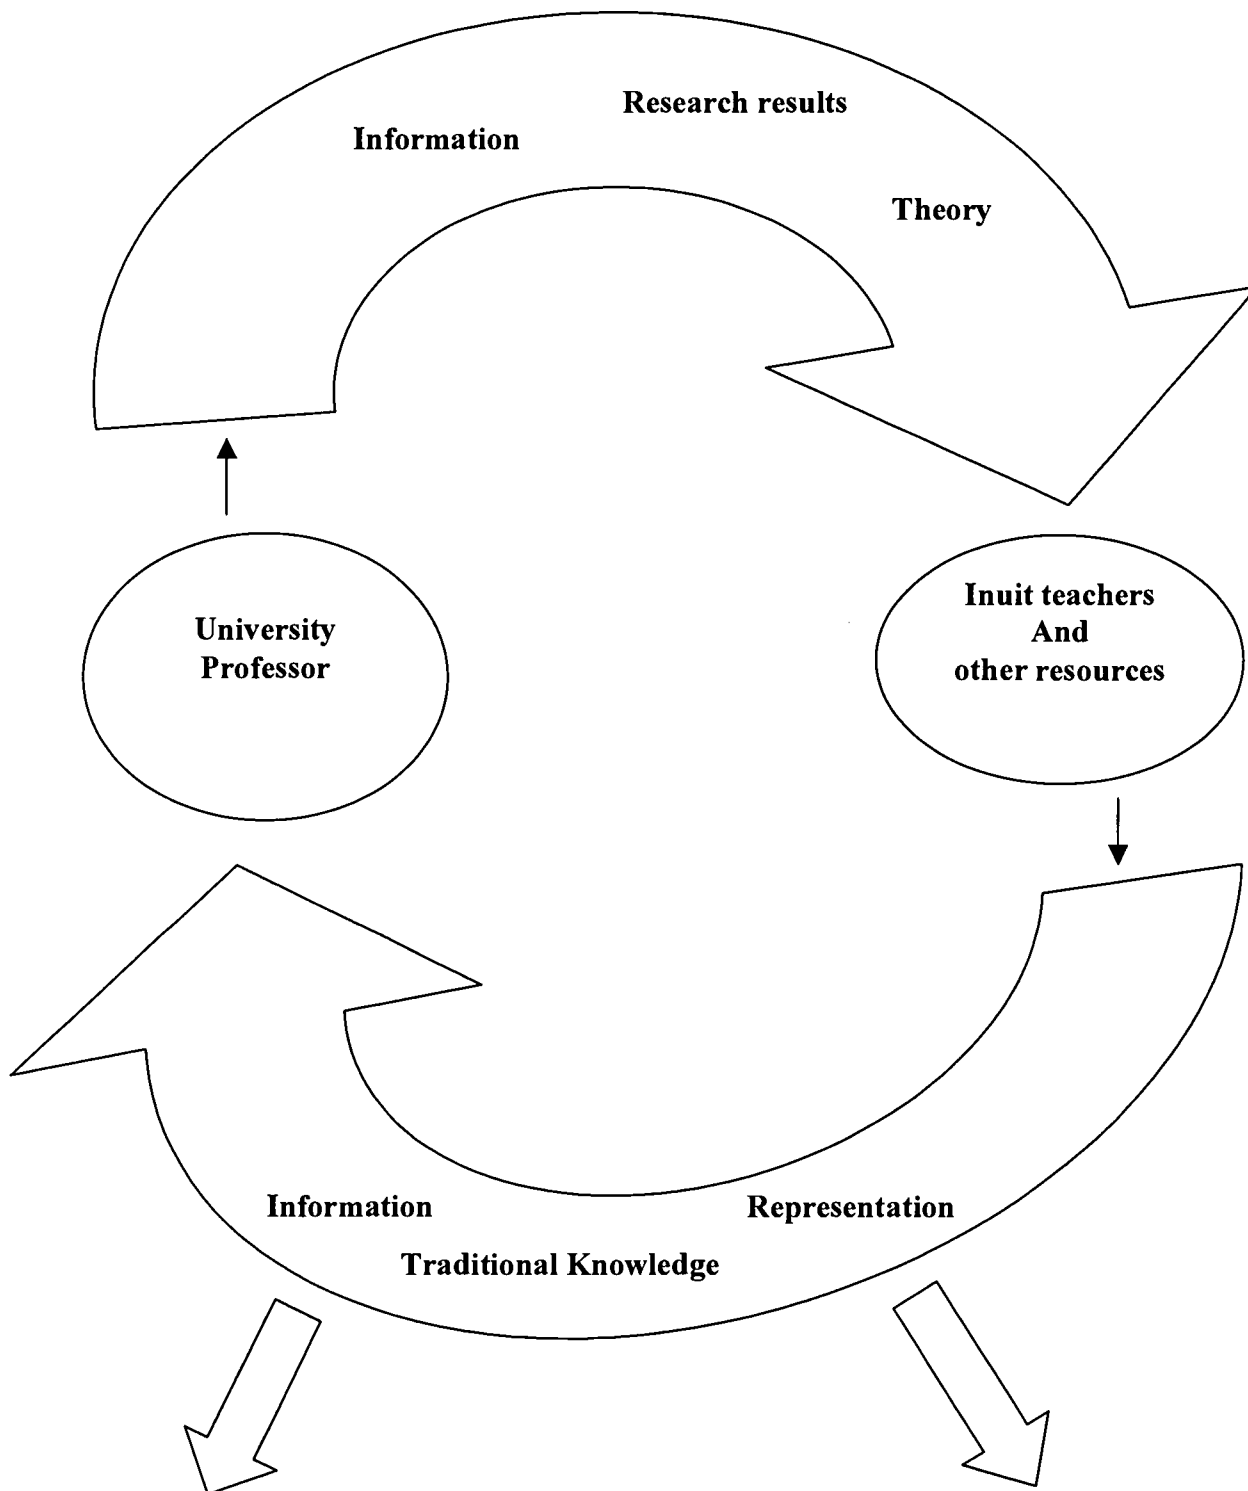 Research results
Information
Theory
University
Professor
Inuit teachers
And
other resources
Information
Representation
Traditional Knowledge